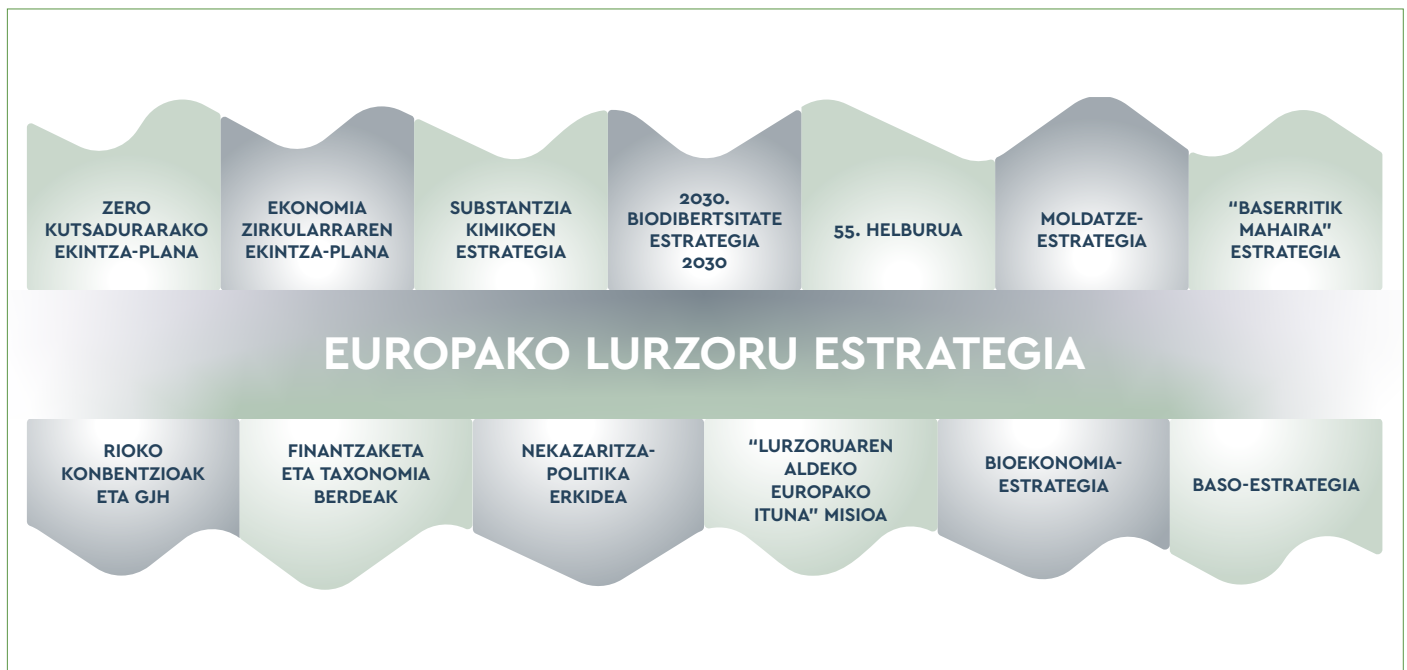 ZERO
KUTSADURARAKO
EKINTZA-PLANA
EKONOMIA
ZIRKULARRAREN
EKINTZA-PLANA
SUBSTANTZIA
KIMIKOEN
ESTRATEGIA
2030.
BIODIBERTSITATE
ESTRATEGIA
2030
55. HELBURUA
MOLDATZE-
ESTRATEGIA
“BASERRITIK
MAHAIRA”
ESTRATEGIA
EUROPAKO LURZORU ESTRATEGIA
RIOKO
KONBENTZIOAK
ETA GJH
FINANTZAKETA
ETA TAXONOMIA
BERDEAK
NEKAZARITZA-
POLITIKA
ERKIDEA
“LURZORUAREN
ALDEKO
EUROPAKO
ITUNA” MISIOA
BIOEKONOMIA-
ESTRATEGIA
BASO-ESTRATEGIA